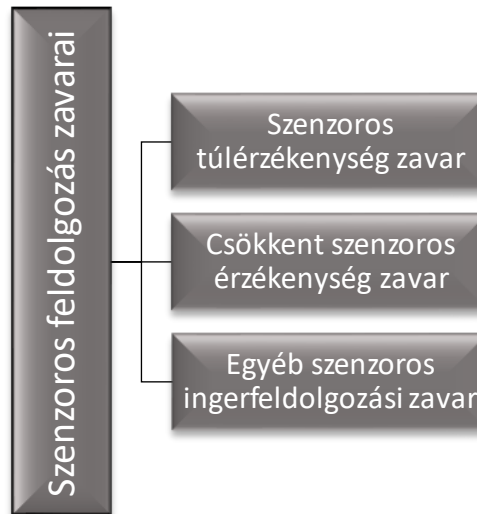 Szenzoros feldolgozás zavarai
Szenzoros
túlérzékenység zavar
Csökkent szenzoros
érzékenység zavar
Egyéb szenzoros
ingerfeldolgozási zavar